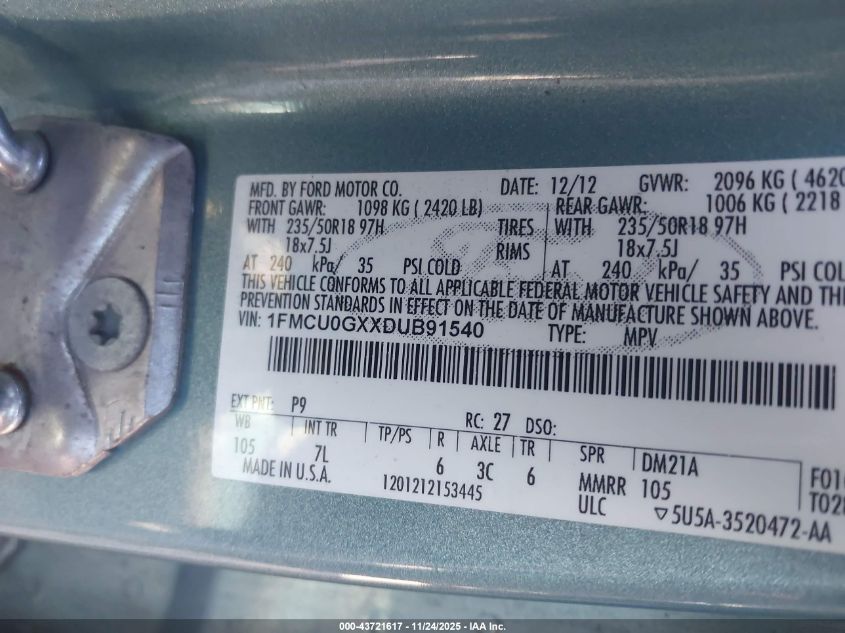 MFD. BY FORD MOTOR CO. DATE: 12/12 GVWR: 2096 KG ( 4620
FRONT GAWR: 1098 KG ( 2420 LB) REAR GAWR: 1006 KG ( 2218
WITH 235/50R18 97H TIRES WITH 235/50R18 97H
18x7.5J RIMS 18x7.5J
AT 240 kPa/ 35 PSI COLD AT 240 kPa/ 35 PSI COL
THIS VEHICLE CONFORMS TO ALL APPLICABLE FEDERAL MOTOR VEHICLE SAFETY AND THE
PREVENTION STANDARDS IN EFFECT ON THE DATE OF MANUFACTURE SHOWN ABOVE.
VIN: 1FMCU0GXXDUB91540 TYPE: MPV
EXT PNT: P9 RC: 27 DSO:
WB INT TR TP/PS R AXLE TR SPR DM21A
105 7L 6 3C 6 MMRR 105 F01
MADE IN U.S.A. 1201212153445 ULC ▽5U5A-3520472-AA T02
000-43721617 - 11/24/2025 - IAA Inc.